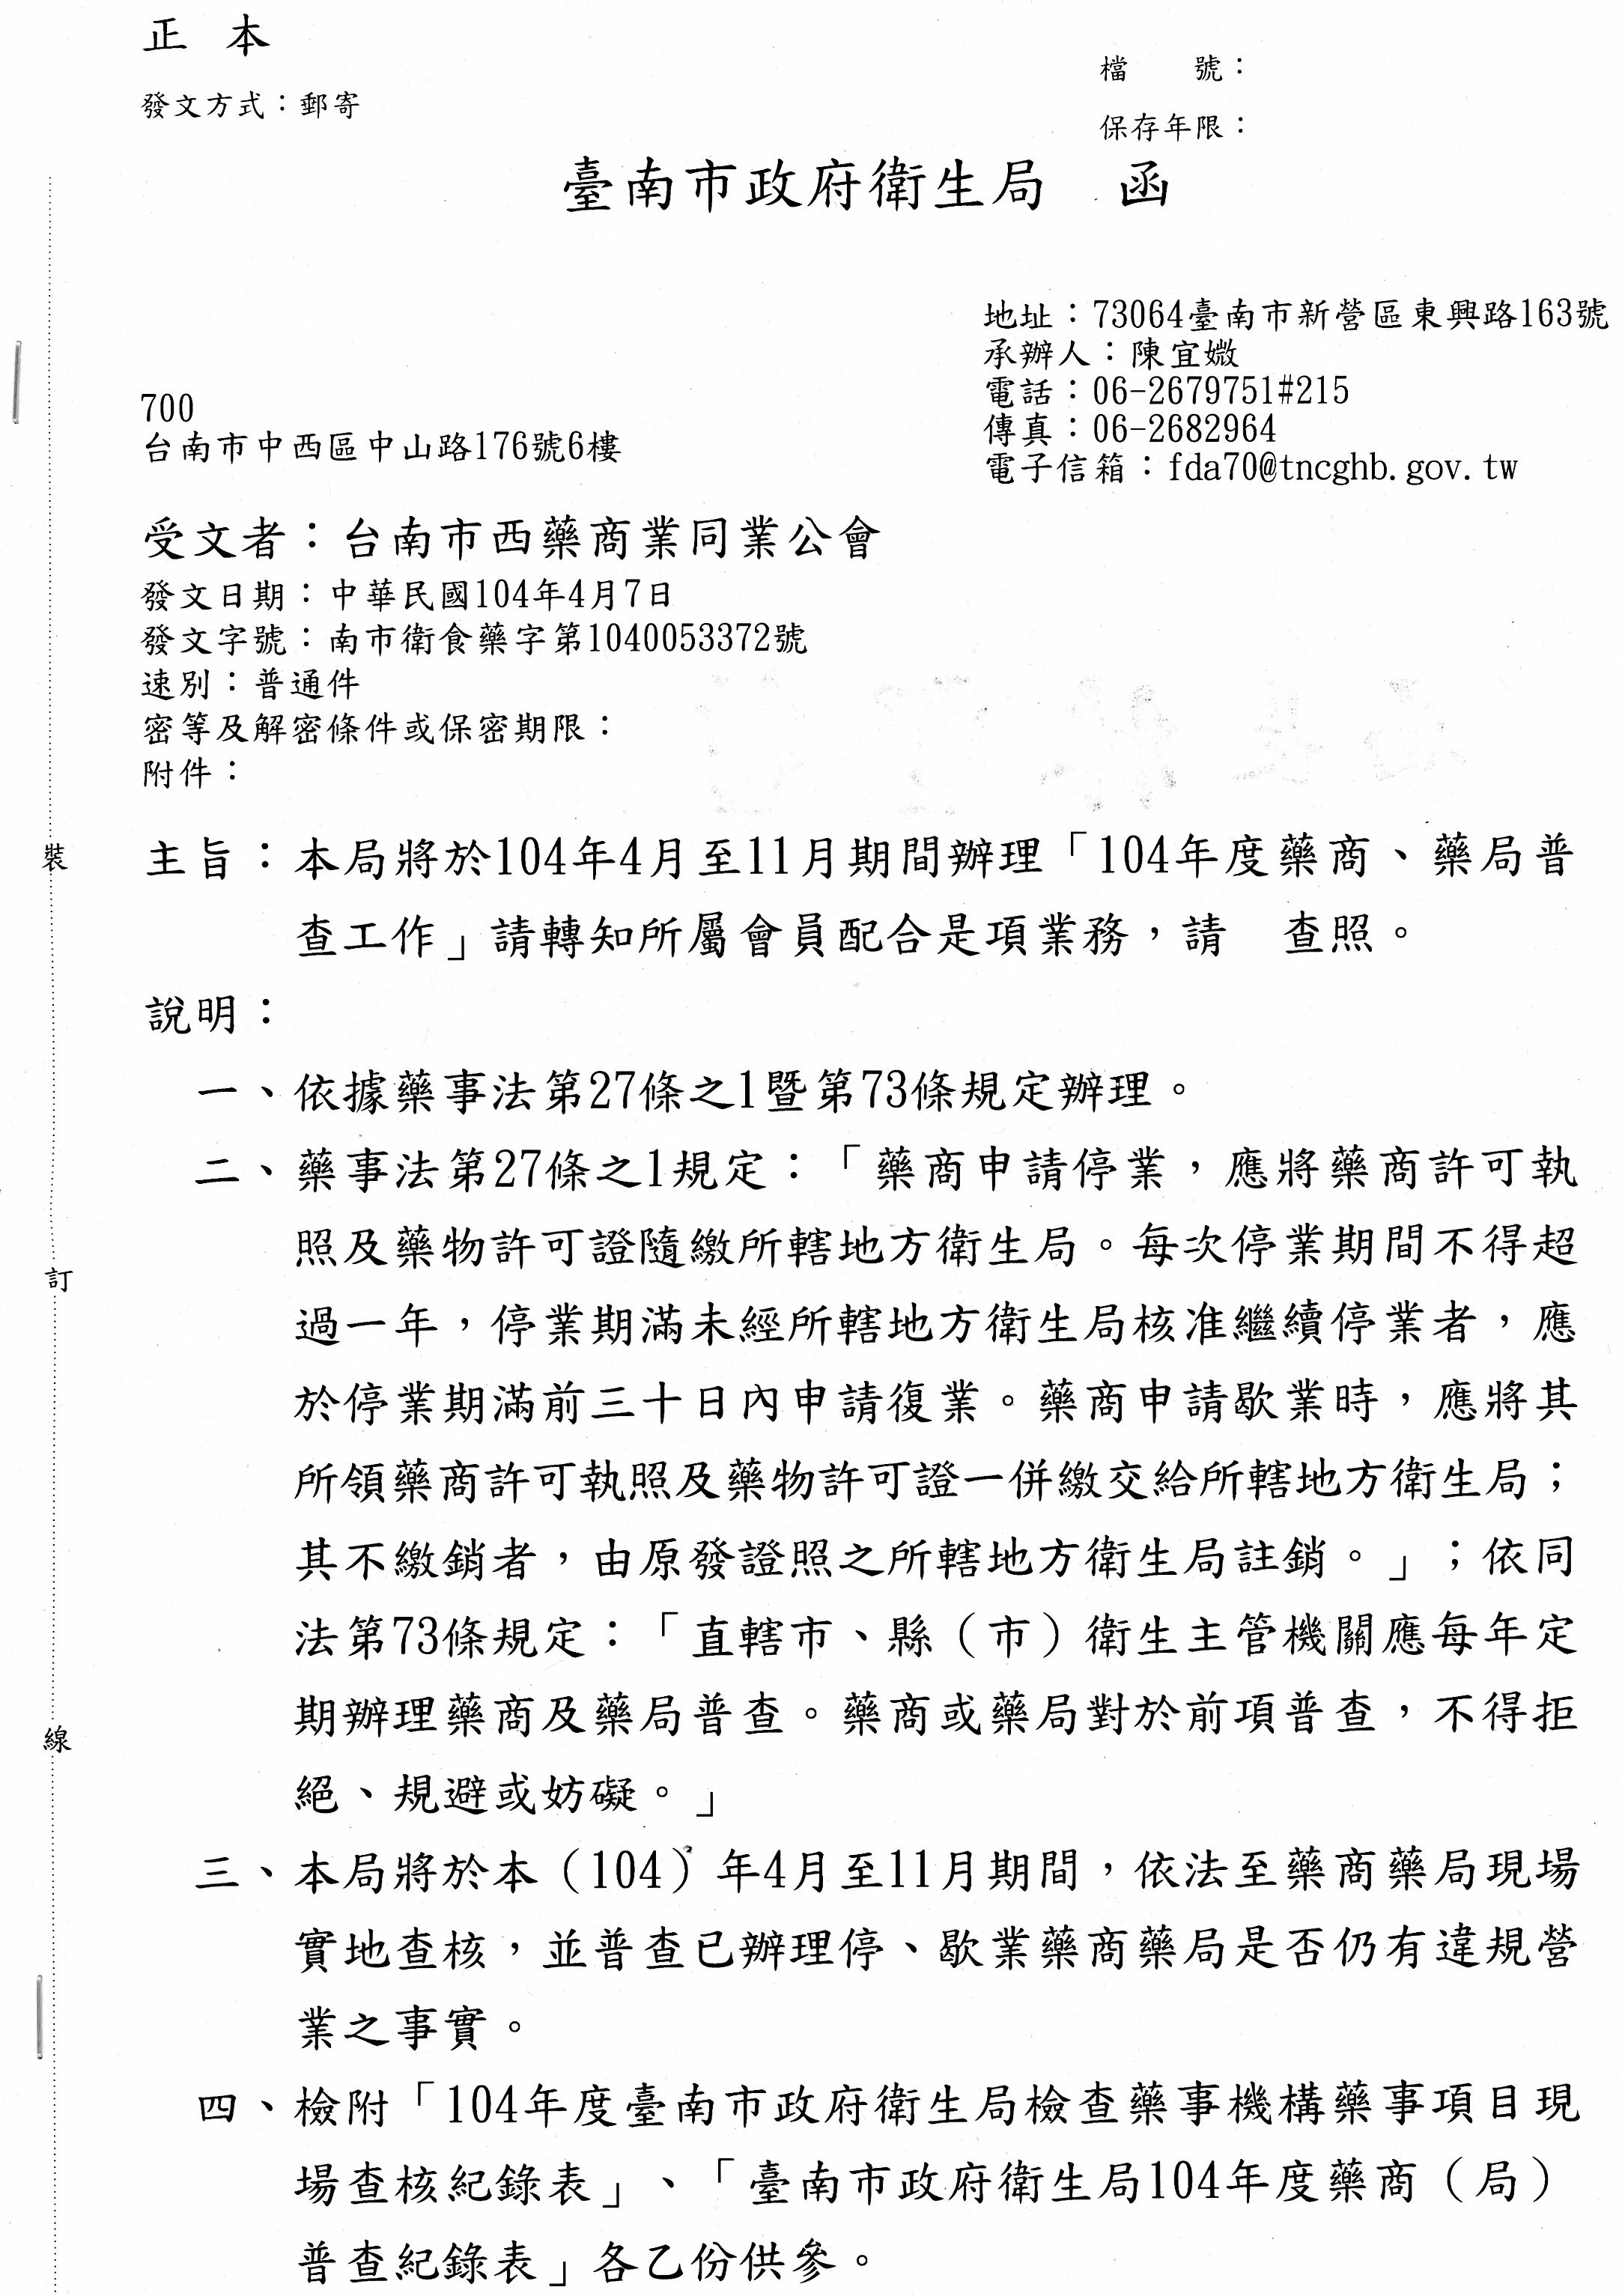 正 本
發文方式：郵寄
檔 號：
保存年限：
臺南市政府衛生局 函
地址：73064臺南市新營區東興路163號
承辦人：陳宜媺
電話：06-2679751#215
傳真：06-2682964
電子信箱：fda70@tncghb.gov.tw
700
台南市中西區中山路176號6樓
受文者：台南市西藥商業同業公會
發文日期：中華民國104年4月7日
發文字號：南市衛食藥字第1040053372號
速別：普通件
密等及解密條件或保密期限：
附件：
主旨：本局將於104年4月至11月期間辦理「104年度藥商、藥局普
查工作」請轉知所屬會員配合是項業務，請 查照。
說明：
一、依據藥事法第27條之1暨第73條規定辦理。
二、藥事法第27條之1規定：「藥商申請停業，應將藥商許可執
照及藥物許可證隨繳所轄地方衛生局。每次停業期間不得超
過一年，停業期滿未經所轄地方衛生局核准繼續停業者，應
於停業期滿前三十日內申請復業。藥商申請歇業時，應將其
所領藥商許可執照及藥物許可證一併繳交給所轄地方衛生局；
其不繳銷者，由原發證照之所轄地方衛生局註銷。」；依同
法第73條規定：「直轄市、縣（市）衛生主管機關應每年定
期辦理藥商及藥局普查。藥商或藥局對於前項普查，不得拒
絕、規避或妨礙。」
三、本局將於本（104）年4月至11月期間，依法至藥商藥局現場
實地查核，並普查已辦理停、歇業藥商藥局是否仍有違規營
業之事實。
四、檢附「104年度臺南市政府衛生局檢查藥事機構藥事項目現
場查核紀錄表」、「臺南市政府衛生局104年度藥商（局）
普查紀錄表」各乙份供參。
裝
訂
線